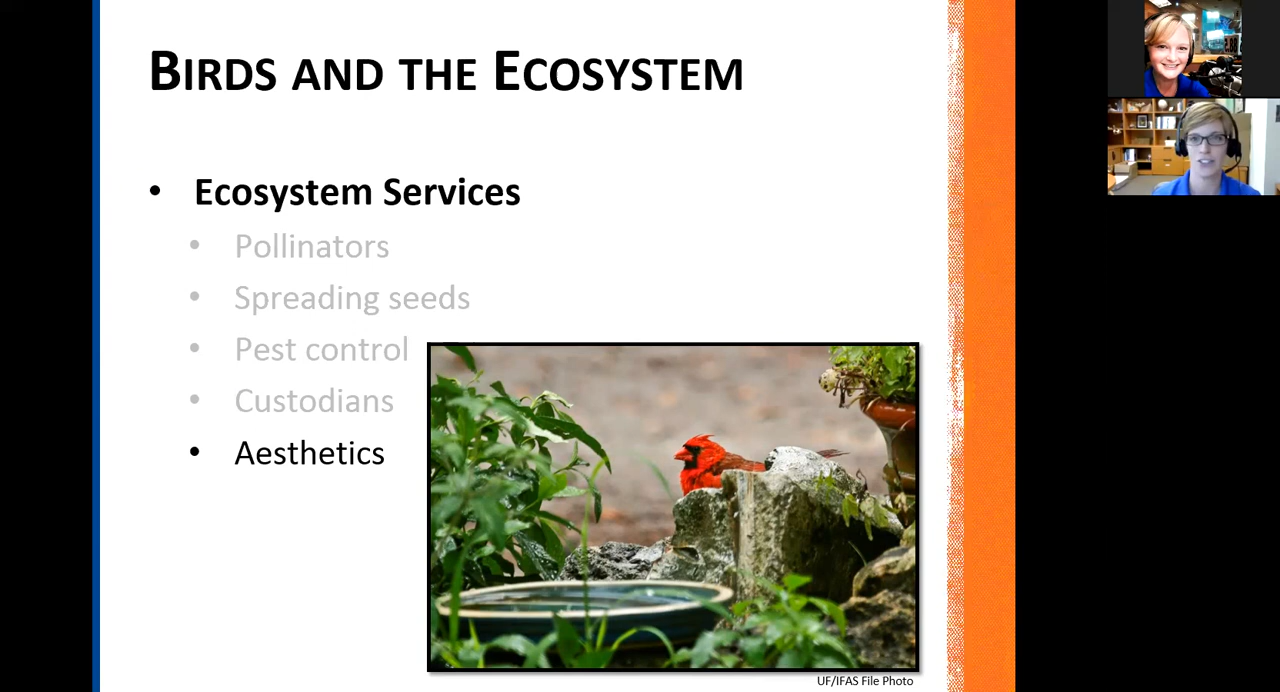 BIRDS AND THE ECOSYSTEM
• Ecosystem Services
• Pollinators
• Spreading seeds
• Pest control
• Custodians
• Aesthetics
UF/IFAS File Photo